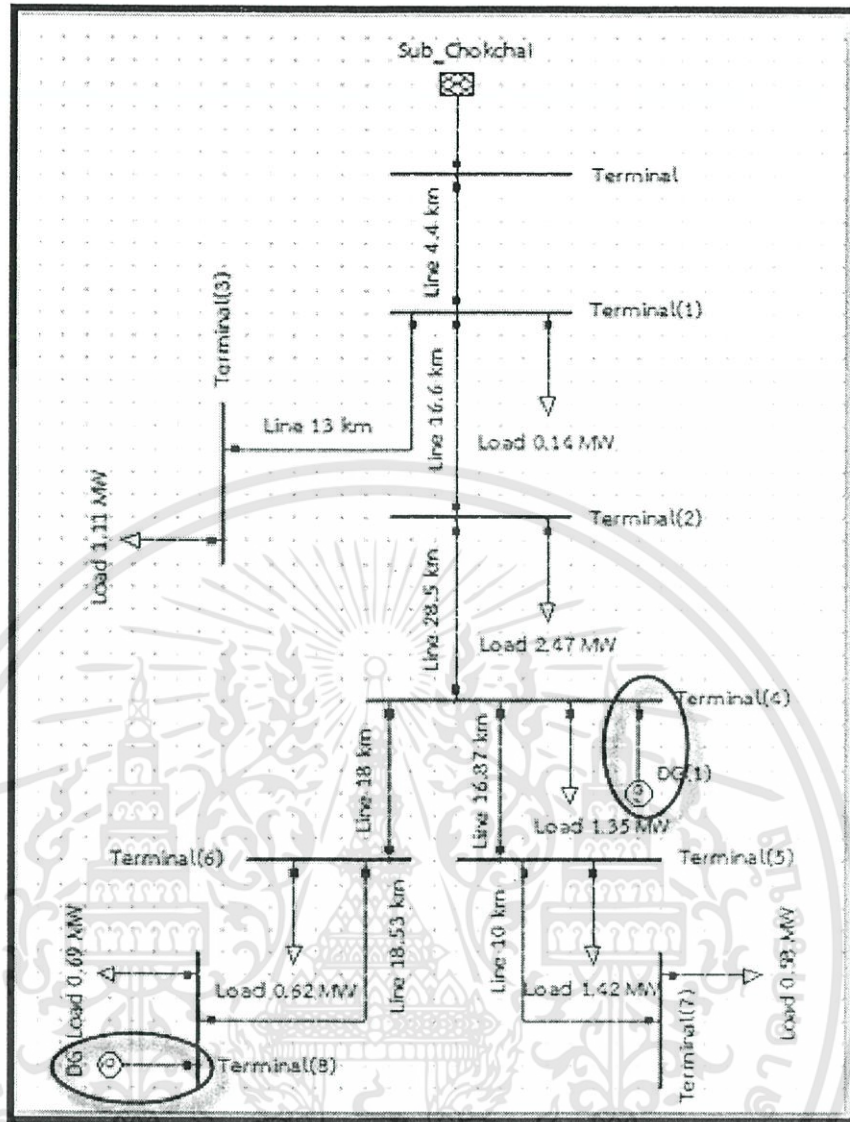 Sub_Chokchai
Terminal
Line 4.4 km
Terminal(1)
Terminal(3)
Line 13 km
Line 16.6 km
Load 0.14 MW
Load 1.11 MW
Terminal(2)
Line 28.5 km
Load 2.47 MW
Terminal(4)
DG(1)
Line 18 km
Line 16.87 km
Load 1.35 MW
Terminal(6)
Terminal(5)
Load 0.69 MW
Load 0.62 MW
Line 18.53 km
Line 10 km
Load 1.42 MW
Load 0.98 MW
DG
Terminal(8)
Terminal(7)